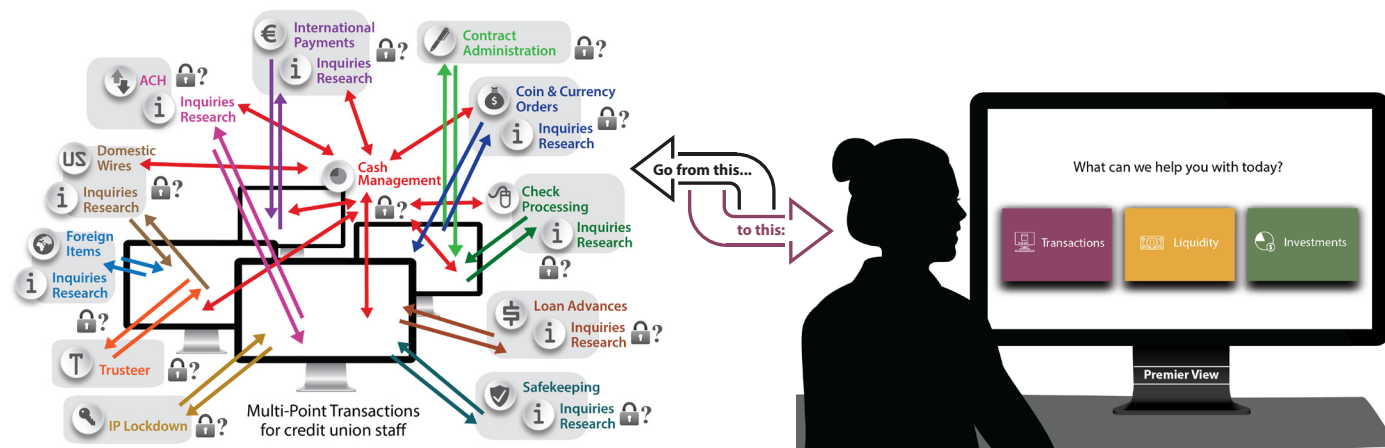 International
Payments
Inquiries
Research
?
Contract
Administration
?
ACH
?
Inquiries
Research
Coin & Currency
Orders
Inquiries
Research
?
US
Domestic
Wires
Inquiries
Research
?
Cash
Management
?
Check
Processing
Inquiries
Research
?
Foreign
Items
Inquiries
Research
?
Loan Advances
Inquiries
Research
?
T
Trusteer
?
Safekeeping
Inquiries
Research
?
IP Lockdown
?
Multi-Point Transactions
for credit union staff
Go from this...
to this:
What can we help you with today?
Transactions
Liquidity
Investments
Premier View